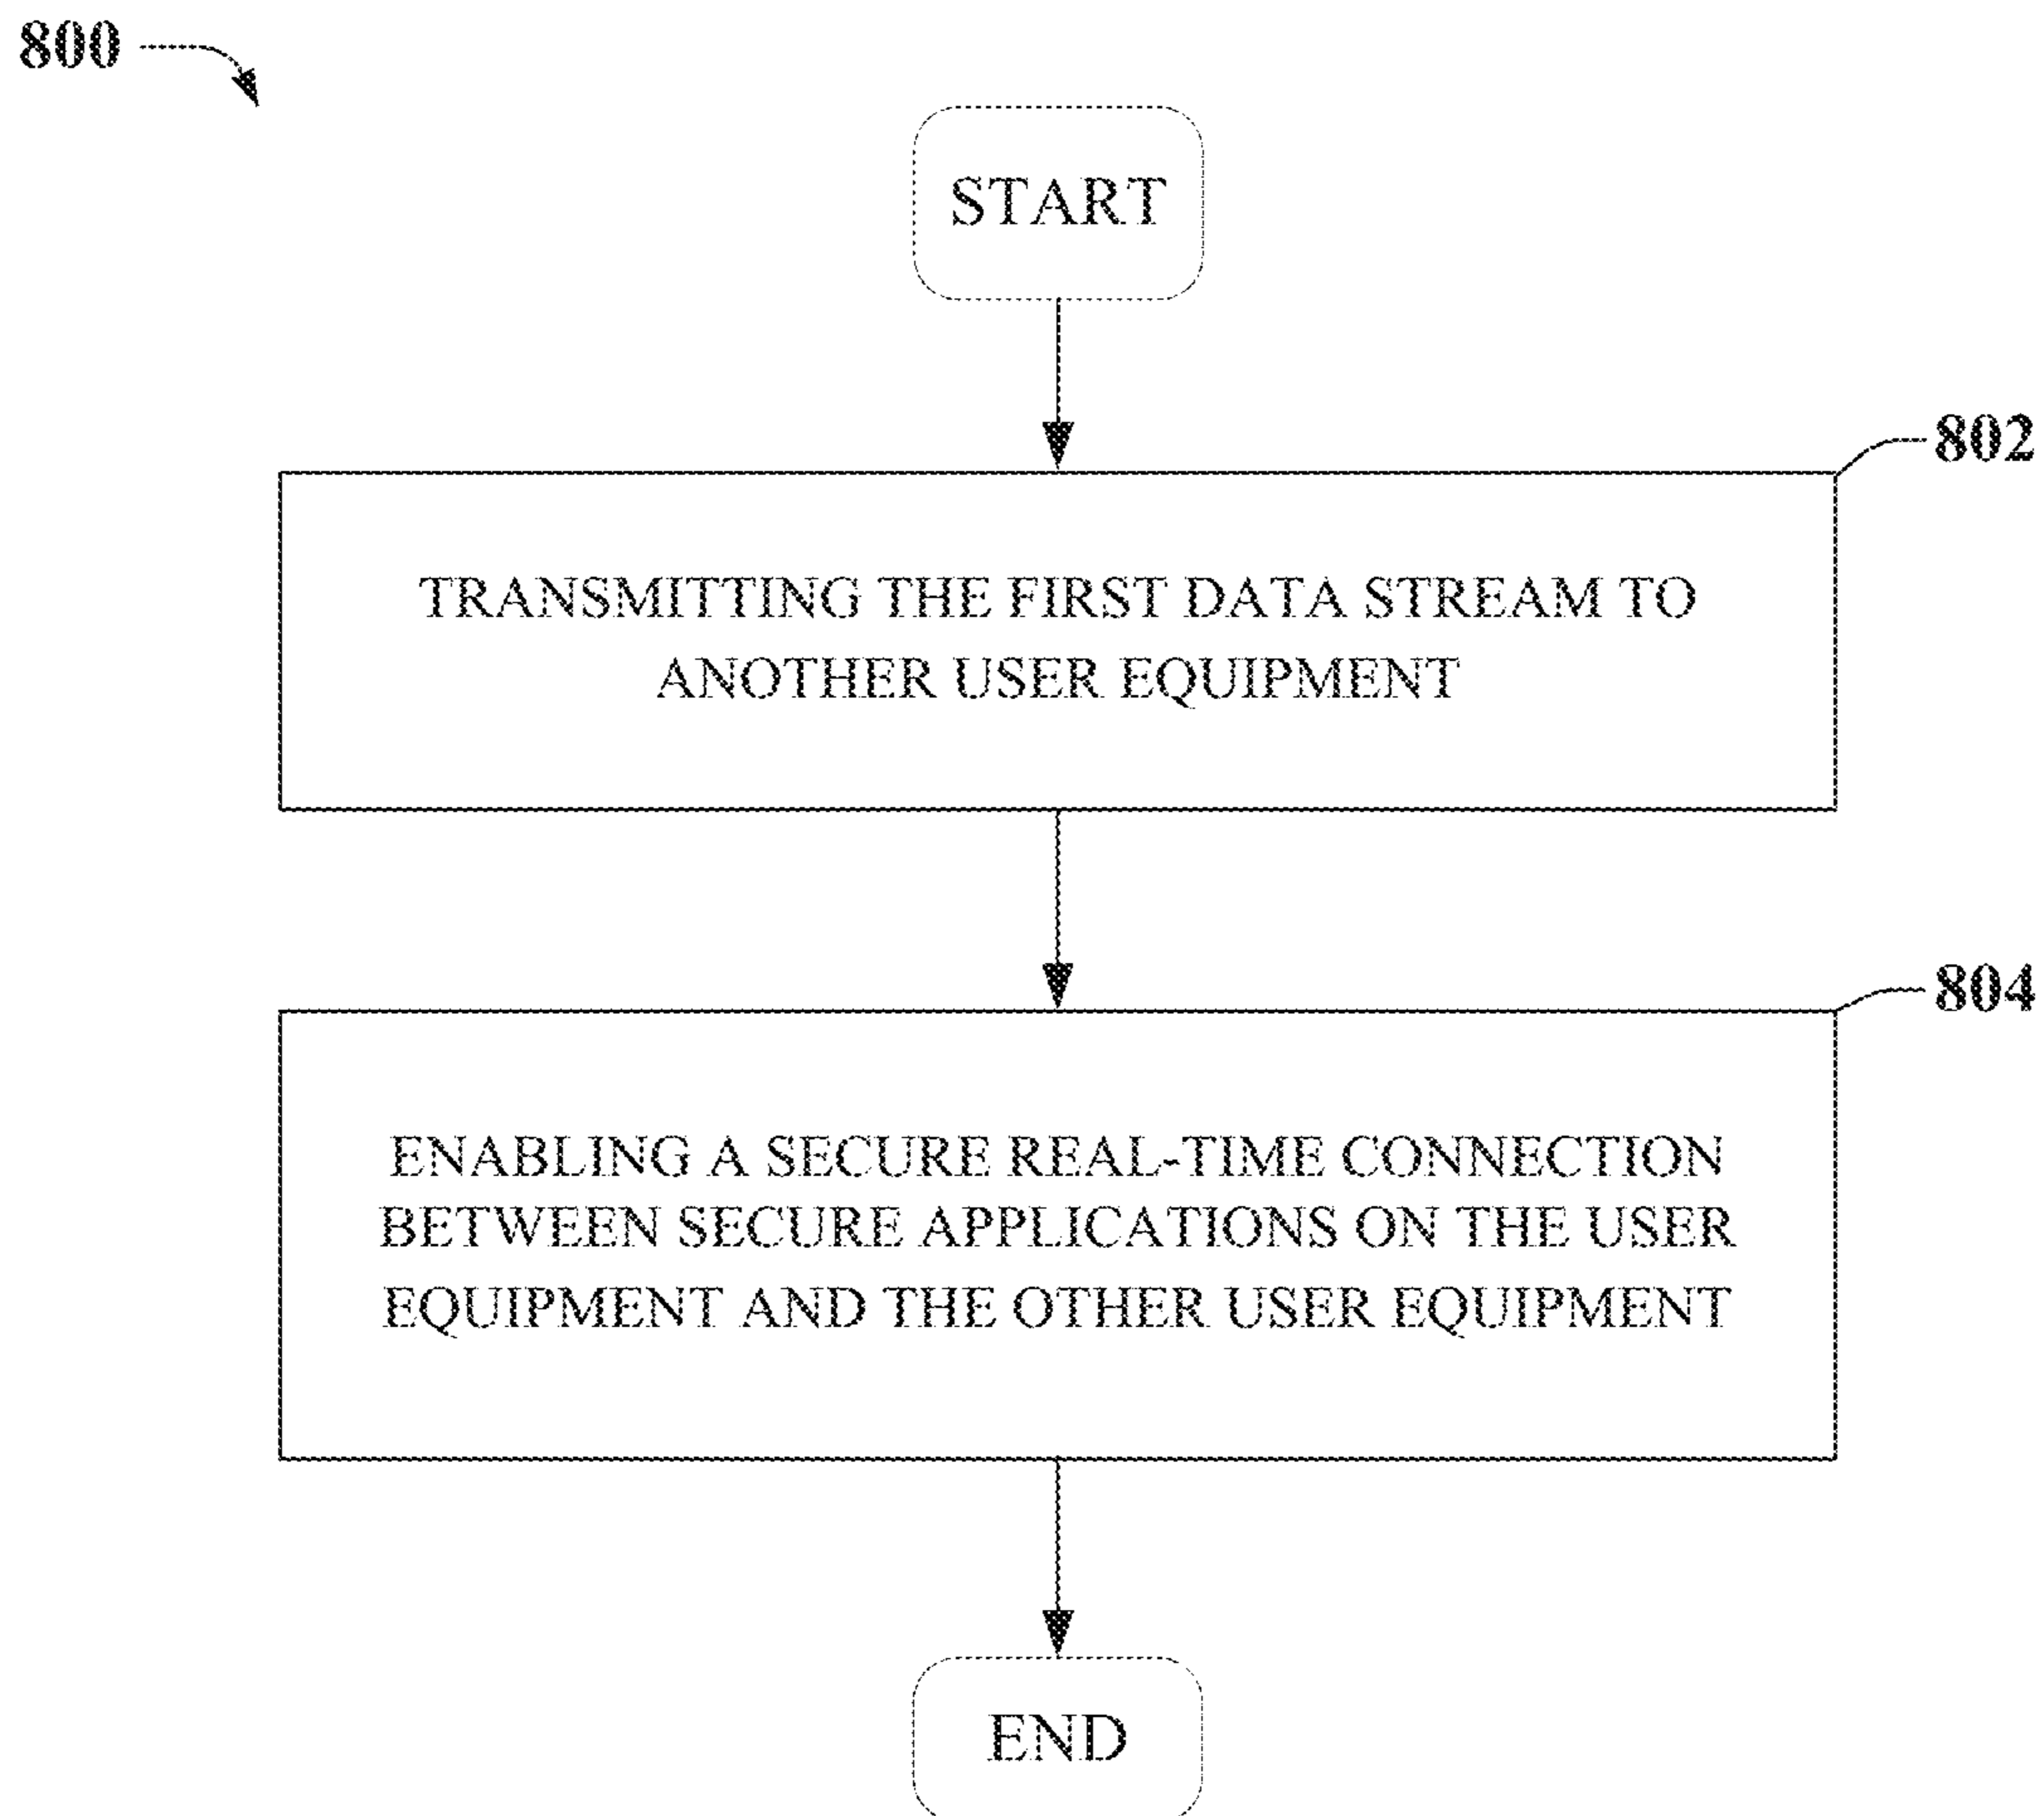 800
START
802
TRANSMITTING THE FIRST DATA STREAM TO
ANOTHER USER EQUIPMENT
804
ENABLING A SECURE REAL-TIME CONNECTION
BETWEEN SECURE APPLICATIONS ON THE USER
EQUIPMENT AND THE OTHER USER EQUIPMENT
END